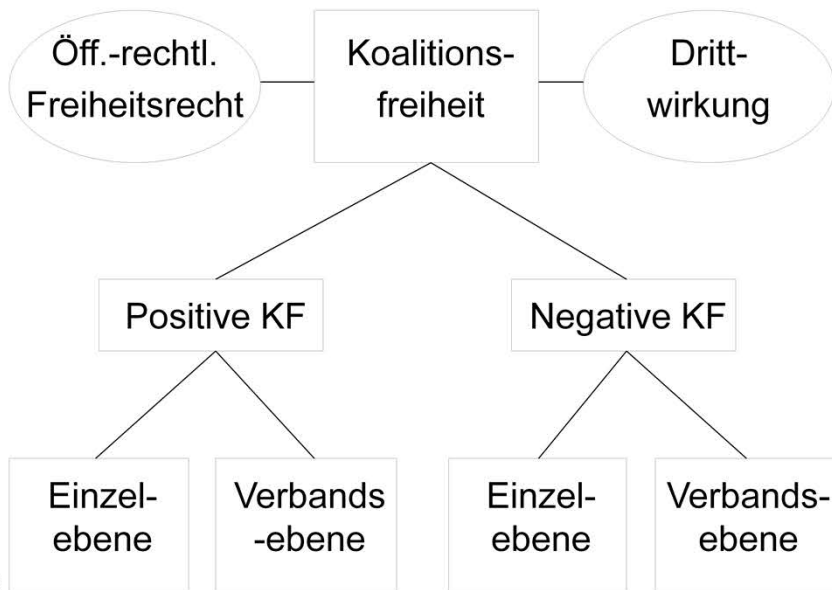 Öff.-rechtl.
Freiheitsrecht
Koalitions-
freiheit
Dritt-
wirkung
Positive KF
Negative KF
Einzel-
ebene
Verbands
-ebene
Einzel-
ebene
Verbands-
ebene